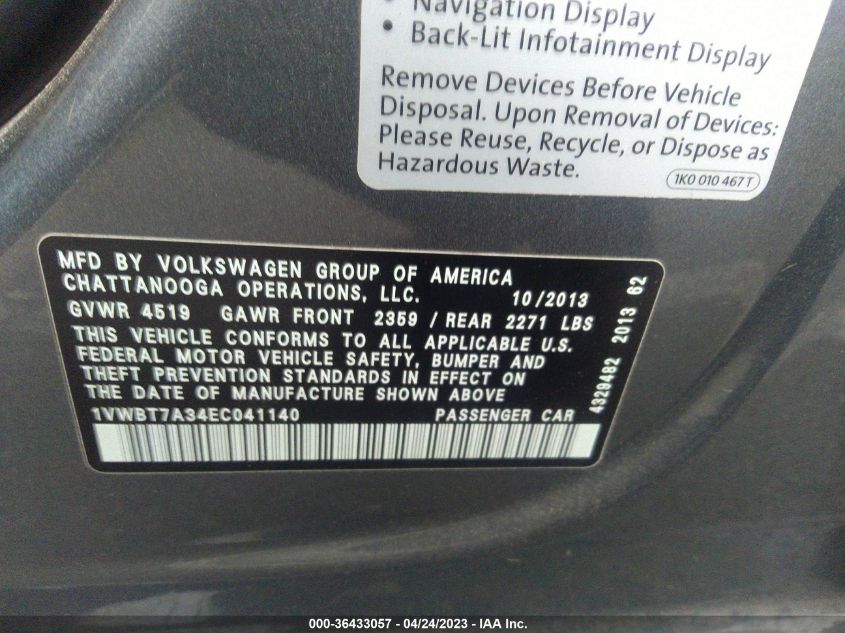 • Navigation Display
• Back-Lit Infotainment Display
Remove Devices Before Vehicle
Disposal. Upon Removal of Devices:
Please Reuse, Recycle, or Dispose as
Hazardous Waste.
1K0 010 467 T
MFD BY VOLKSWAGEN GROUP OF AMERICA
CHATTANOOGA OPERATIONS, LLC.
10/2013
GVWR 4519 GAWR FRONT 2359 / REAR 2271 LBS
THIS VEHICLE CONFORMS TO ALL APPLICABLE U.S.
FEDERAL MOTOR VEHICLE SAFETY, BUMPER AND
THEFT PREVENTION STANDARDS IN EFFECT ON
THE DATE OF MANUFACTURE SHOWN ABOVE
1VWBT7A34EC041140 PASSENGER CAR
4329482 2013 62
000-36433057 - 04/24/2023 - IAA Inc.